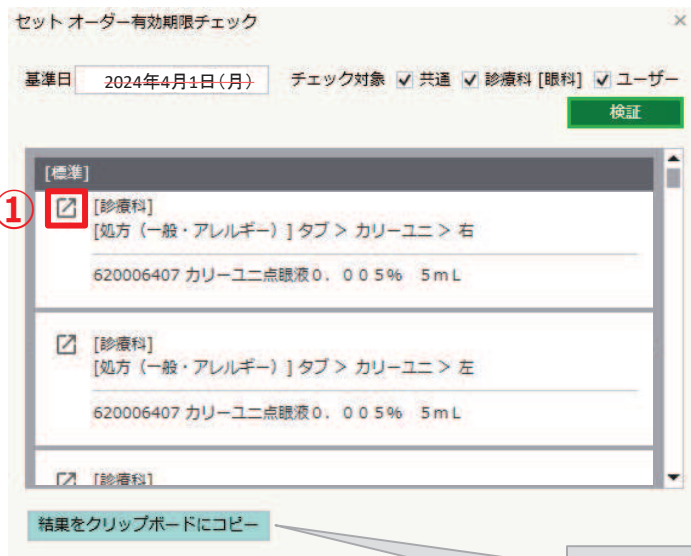 セット オーダー有効期限チェック
基準日 2024年4月1日(月) チェック対象 共通 診療科 [眼科] ユーザー
検証
[標準]
①
[診療科]
[処方(一般・アレルギー)] タブ > カリーユニ > 右
620006407 カリーユニ点眼液0.005% 5mL
[診療科]
[処方(一般・アレルギー)] タブ > カリーユニ > 左
620006407 カリーユニ点眼液0.005% 5mL
[診療科]
結果をクリップボードにコピー